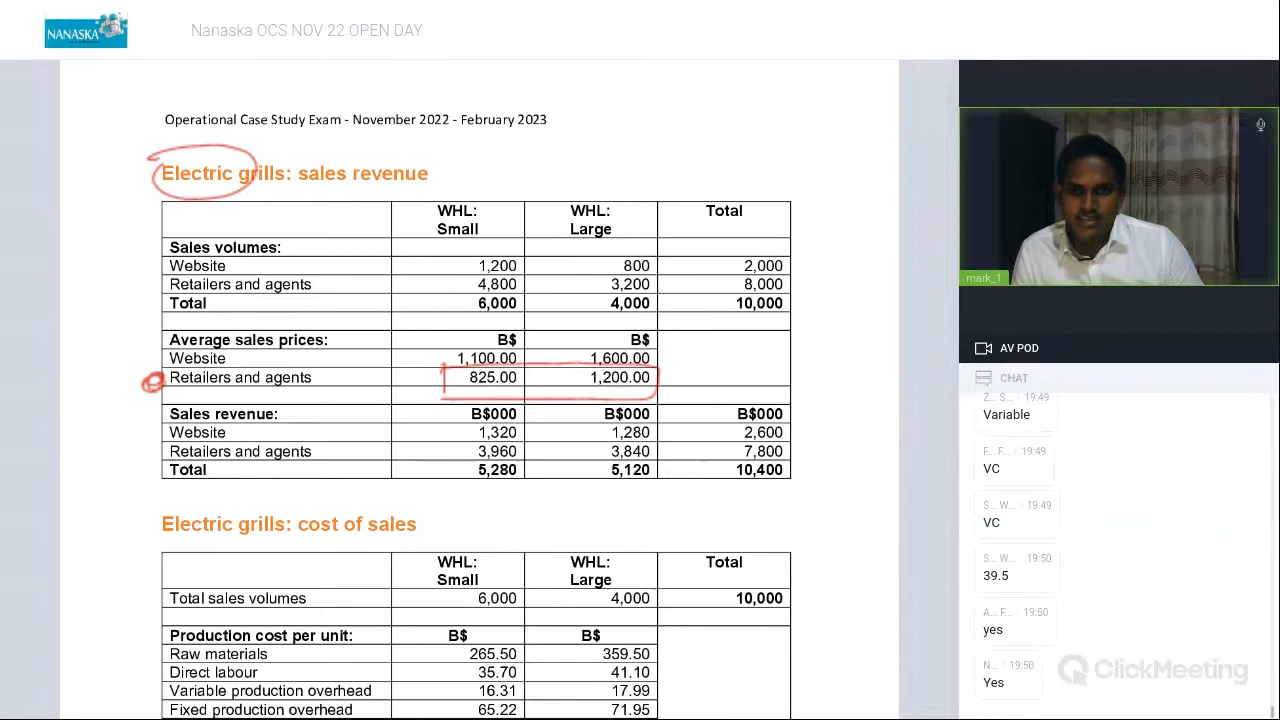 NANASKA
Nanaska OCS NOV 22 OPEN DAY
Operational Case Study Exam - November 2022 - February 2023
Electric grills: sales revenue
WHL: Small WHL: Large Total
Sales volumes:
Website 1,200 800 2,000
Retailers and agents 4,800 3,200 8,000
Total 6,000 4,000 10,000
Average sales prices: B$ B$
Website 1,100.00 1,600.00
Retailers and agents 825.00 1,200.00
Sales revenue: B$000 B$000 B$000
Website 1,320 1,280 2,600
Retailers and agents 3,960 3,840 7,800
Total 5,280 5,120 10,400
Electric grills: cost of sales
WHL: Small WHL: Large Total
Total sales volumes 6,000 4,000 10,000
Production cost per unit: B$ B$
Raw materials 265.50 359.50
Direct labour 35.70 41.10
Variable production overhead 16.31 17.99
Fixed production overhead 65.22 71.95
mark_1
AV POD
CHAT
Z... S... 19:49
Variable
F... F... 19:49
VC
S... W... 19:49
VC
S... W... 19:50
39.5
A... F... 19:50
yes
N... 19:50
Yes
ClickMeeting